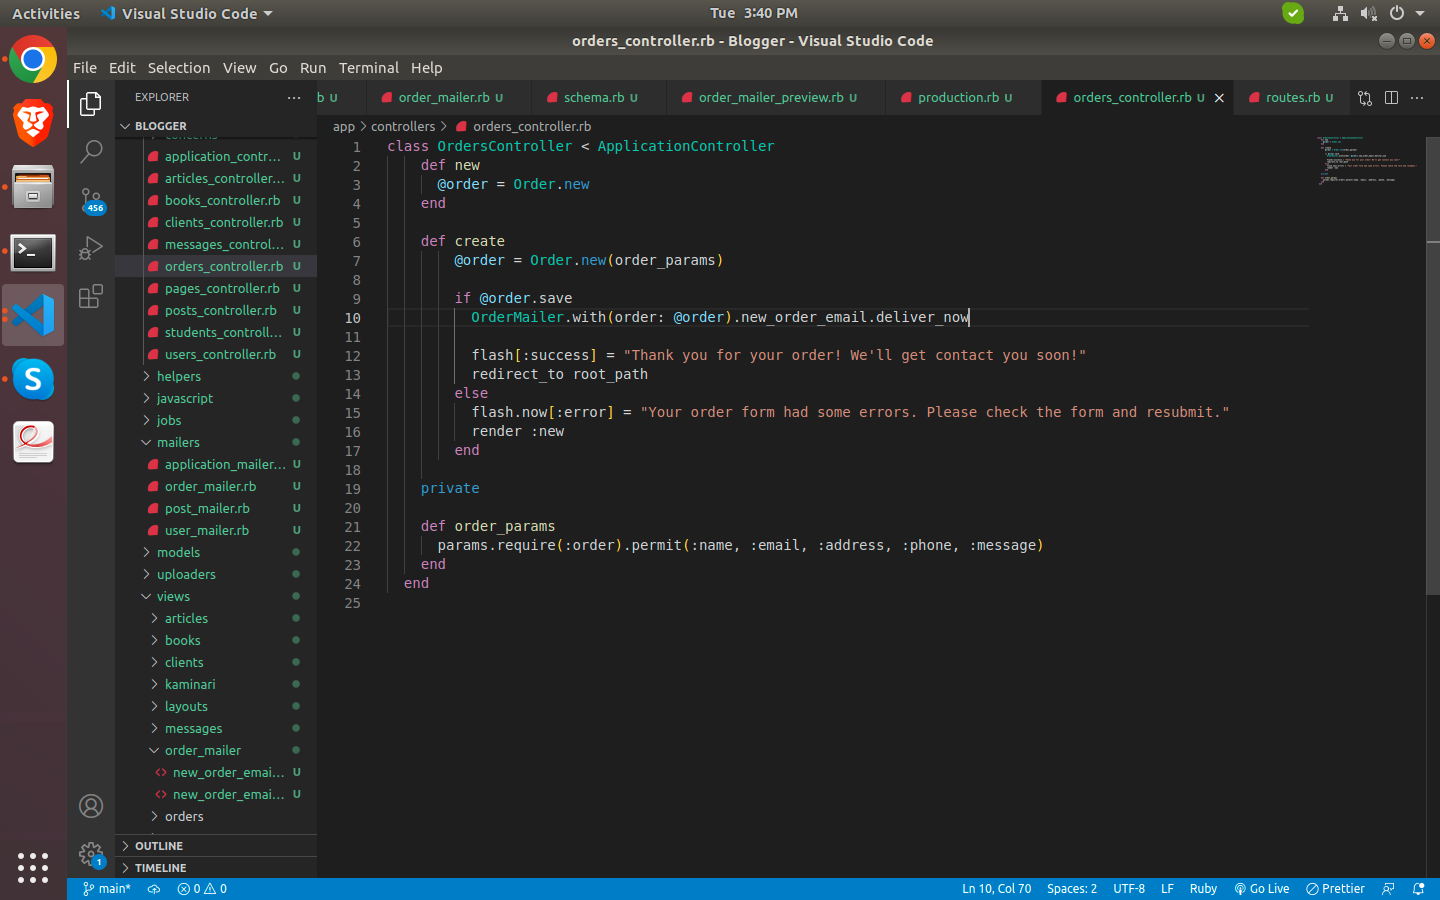 Activities
Visual Studio Code
Tue 3:40 PM
orders_controller.rb - Blogger - Visual Studio Code
File Edit Selection View Go Run Terminal Help
EXPLORER
b U
order_mailer.rb U
schema.rb U
order_mailer_preview.rb U
production.rb U
orders_controller.rb U
routes.rb U
BLOGGER
app > controllers > orders_controller.rb
concerns
application_contr... U
articles_controller... U
books_controller.rb U
clients_controller.rb U
messages_control... U
orders_controller.rb U
pages_controller.rb U
posts_controller.rb U
students_controll... U
users_controller.rb U
helpers
javascript
jobs
mailers
application_mailer... U
order_mailer.rb U
post_mailer.rb U
user_mailer.rb U
models
uploaders
views
articles
books
clients
kaminari
layouts
messages
order_mailer
new_order_emai... U
new_order_emai... U
orders
OUTLINE
TIMELINE
456
1
1 class OrdersController < ApplicationController
2 def new
3 @order = Order.new
4 end
5
6 def create
7 @order = Order.new(order_params)
8
9 if @order.save
10 OrderMailer.with(order: @order).new_order_email.deliver_now
11
12 flash[:success] = "Thank you for your order! We'll get contact you soon!"
13 redirect_to root_path
14 else
15 flash.now[:error] = "Your order form had some errors. Please check the form and resubmit."
16 render :new
17 end
18
19 private
20
21 def order_params
22 params.require(:order).permit(:name, :email, :address, :phone, :message)
23 end
24 end
25
main* 0 0 Ln 10, Col 70 Spaces: 2 UTF-8 LF Ruby Go Live Prettier